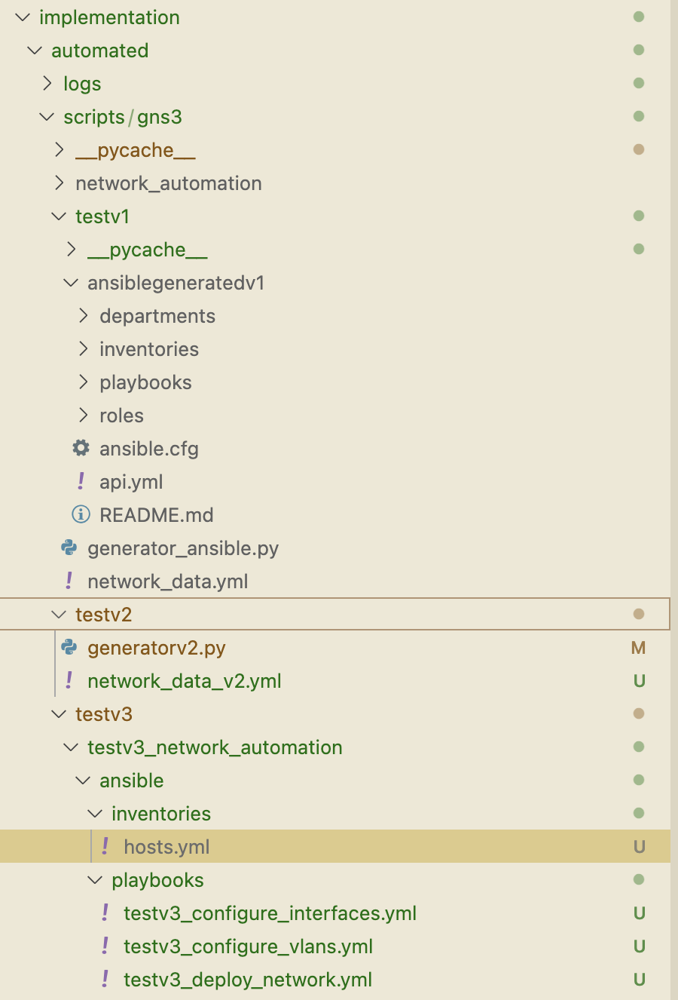 implementation
automated
logs
scripts/gns3
__pycache__
network_automation
testv1
__pycache__
ansiblegeneratedv1
departments
inventories
playbooks
roles
ansible.cfg
! api.yml
README.md
generator_ansible.py
! network_data.yml
testv2
generatorv2.py M
! network_data_v2.yml U
testv3
testv3_network_automation
ansible
inventories
! hosts.yml U
playbooks
! testv3_configure_interfaces.yml U
! testv3_configure_vlans.yml U
! testv3_deploy_network.yml U